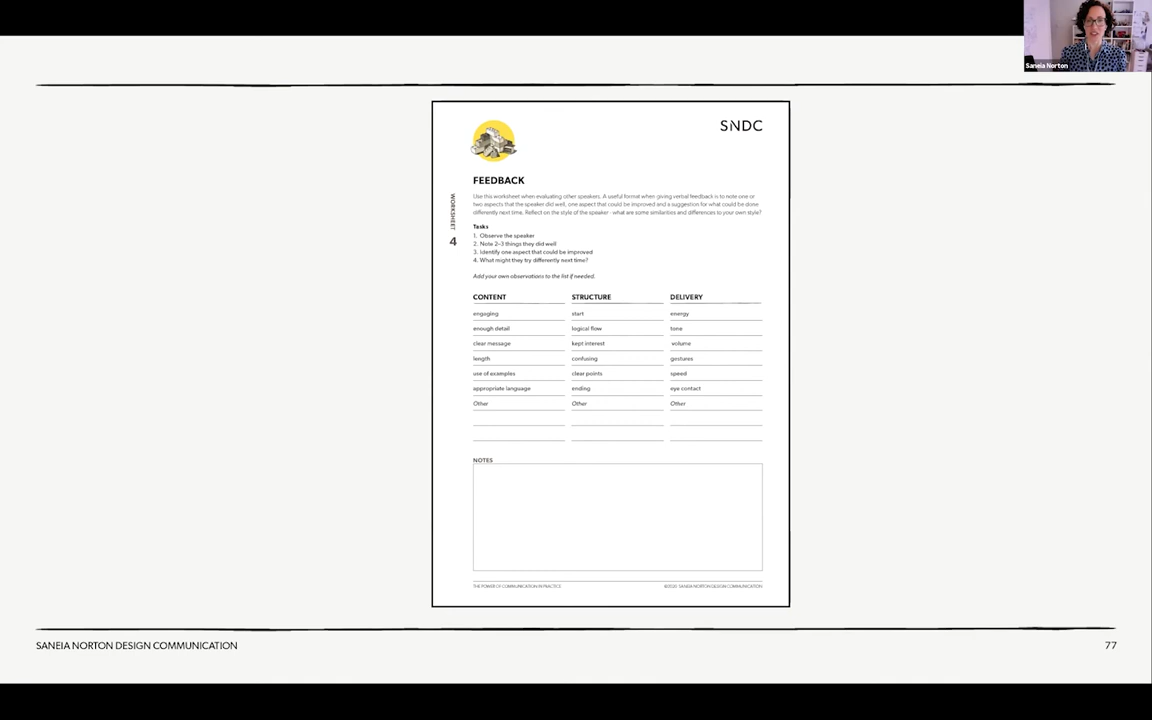 Saneia Norton
SNDC
FEEDBACK
Use this worksheet when evaluating other speakers. A useful format when giving verbal feedback is to note one or
two aspects that the speaker did well, one aspect that could be improved and a suggestion for what could be done
differently next time. Reflect on the style of the speaker - what are some similarities and differences to your own style?
WORKSHEET
4
Tasks
1. Observe the speaker
2. Note 2–3 things they did well
3. Identify one aspect that could be improved
4. What might they try differently next time?
Add your own observations to the list if needed.
CONTENT
engaging
enough detail
clear message
length
use of examples
appropriate language
Other
STRUCTURE
start
logical flow
kept interest
confusing
clear points
ending
Other
DELIVERY
energy
tone
volume
gestures
speed
eye contact
Other
NOTES
THE POWER OF COMMUNICATION IN PRACTICE
©2020 SANEIA NORTON DESIGN COMMUNICATION
SANEIA NORTON DESIGN COMMUNICATION
77